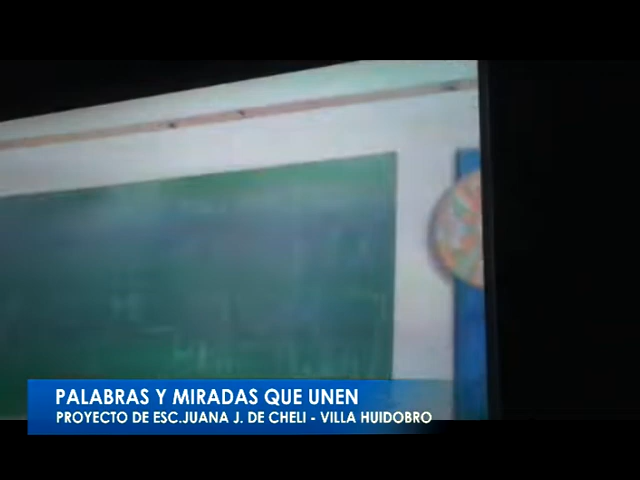 PALABRAS Y MIRADAS QUE UNEN
PROYECTO DE ESC.JUANA J. DE CHELI - VILLA HUIDOBRO